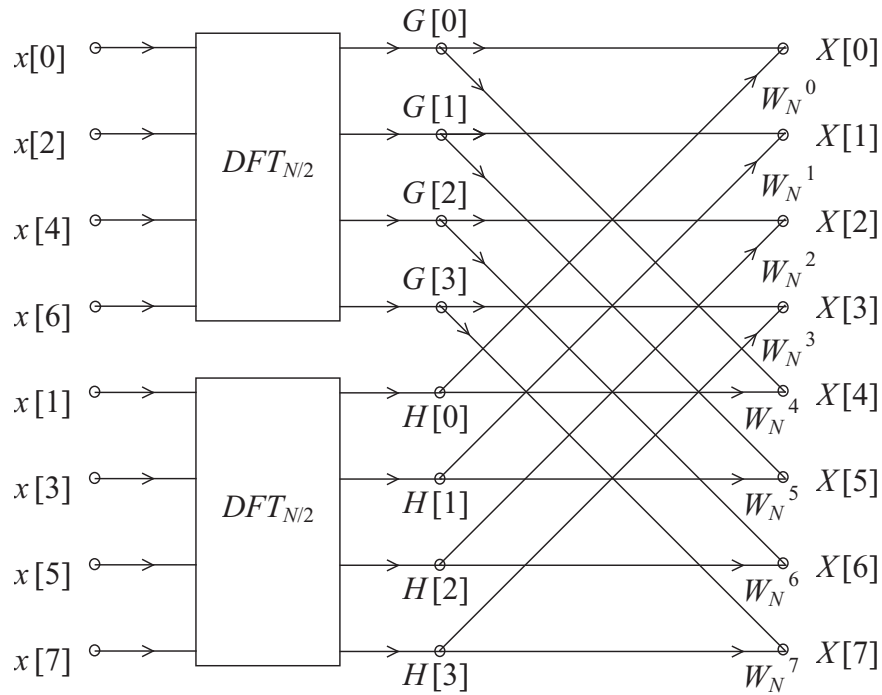 G[0]
x[0] X[0]
W_N^0
G[1]
x[2] X[1]
DFT_{N/2}
W_N^1
G[2]
x[4] X[2]
W_N^2
G[3]
x[6] X[3]
W_N^3
x[1] X[4]
H[0] W_N^4
x[3] X[5]
DFT_{N/2}
H[1] W_N^5
x[5] X[6]
H[2] W_N^6
x[7] X[7]
H[3] W_N^7